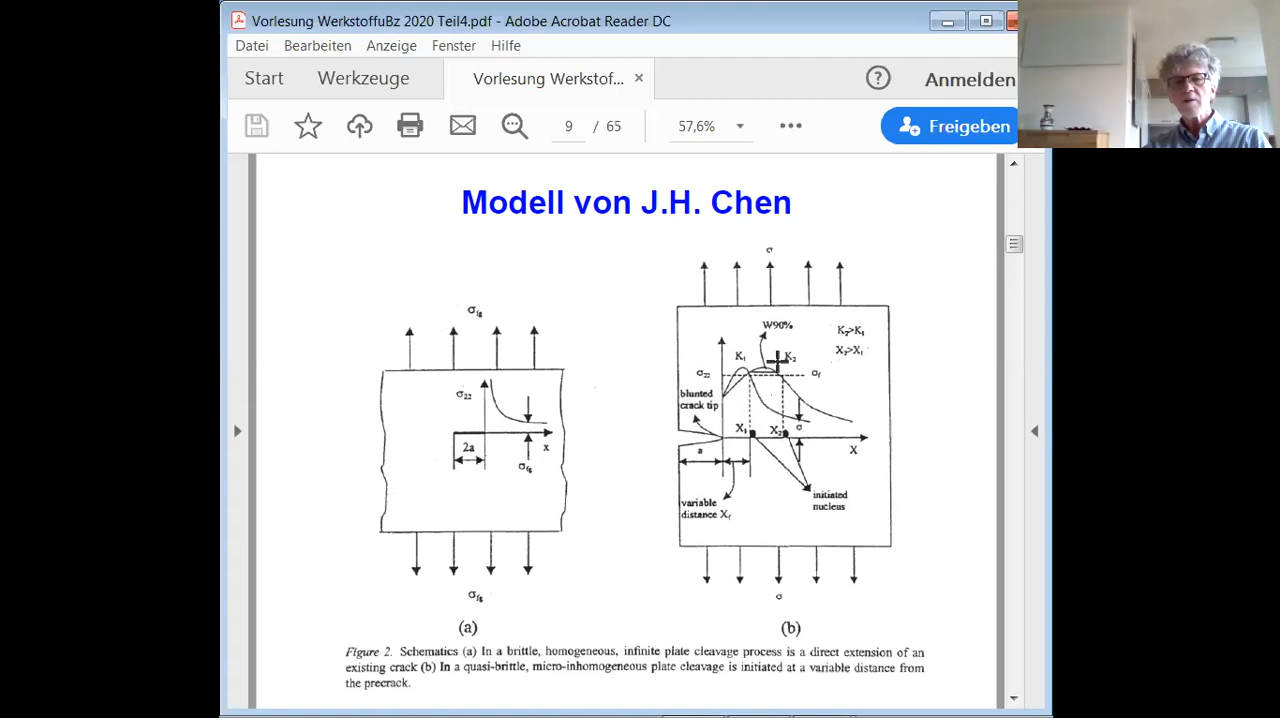 Vorlesung WerkstoffuBz 2020 Teil4.pdf - Adobe Acrobat Reader DC
Datei Bearbeiten Anzeige Fenster Hilfe
Start Werkzeuge Vorlesung Werkstof... × ? Anmelden
9 / 65 57,6% Freigeben
Modell von J.H. Chen
σ
σfg
W90%
K₂>K₁
X₂>X₁
K₁ K₂
σ₂₂ σf
σ₂₂
blunted
crack tip
X₁ X₂ σ
2a x
a X
σfg
initiated
nucleus
variable
distance Xf
σfg
σ
(a) (b)
Figure 2. Schematics (a) In a brittle, homogeneous, infinite plate cleavage process is a direct extension of an
existing crack (b) In a quasi-brittle, micro-inhomogeneous plate cleavage is initiated at a variable distance from
the precrack.